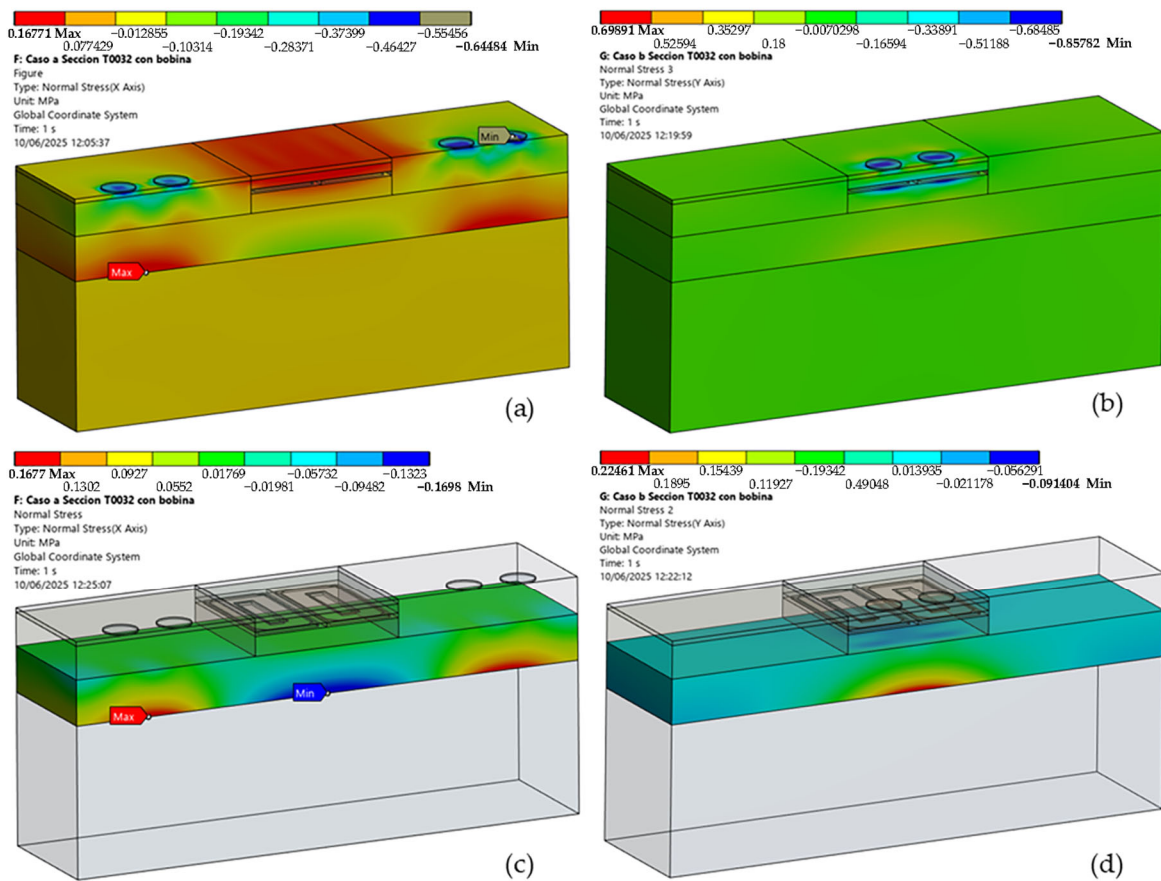 0.16771 Max −0.012855 −0.19342 −0.37399 −0.55456
0.077429 −0.10314 −0.28371 −0.46427 −0.64484 Min
F: Caso a Seccion T0032 con bobina
Figure
Type: Normal Stress(X Axis)
Unit: MPa
Global Coordinate System
Time: 1 s
10/06/2025 12:05:37
Min
Max
(a)
0.69891 Max 0.35297 −0.0070298 −0.33891 −0.68485
0.52594 0.18 −0.16594 −0.51188 −0.85782 Min
G: Caso b Seccion T0032 con bobina
Normal Stress 3
Type: Normal Stress(Y Axis)
Unit: MPa
Global Coordinate System
Time: 1 s
10/06/2025 12:19:59
(b)
0.1677 Max 0.0927 0.01769 −0.05732 −0.1323
0.1302 0.0552 −0.01981 −0.09482 −0.1698 Min
F: Caso a Seccion T0032 con bobina
Normal Stress
Type: Normal Stress(X Axis)
Unit: MPa
Global Coordinate System
Time: 1 s
10/06/2025 12:25:07
Min
Max
(c)
0.22461 Max 0.15439 −0.19342 0.013935 −0.056291
0.1895 0.11927 0.49048 −0.021178 −0.091404 Min
G: Caso b Seccion T0032 con bobina
Normal Stress 2
Type: Normal Stress(Y Axis)
Unit: MPa
Global Coordinate System
Time: 1 s
10/06/2025 12:22:12
(d)